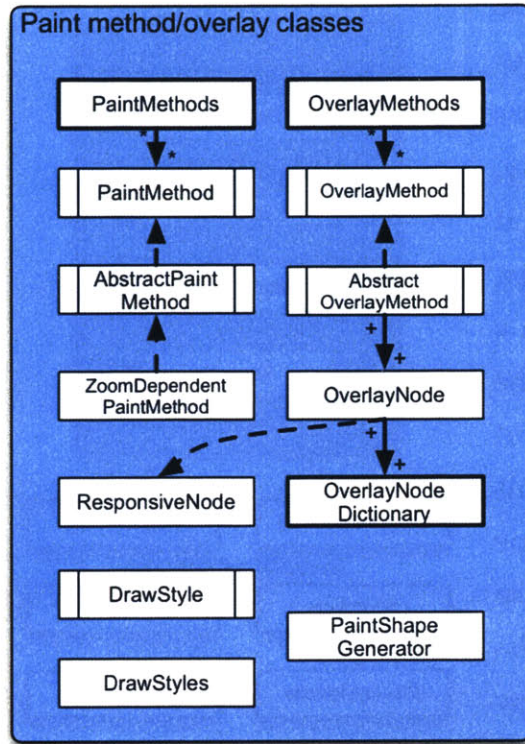 Paint method/overlay classes
PaintMethods
OverlayMethods
*
*
*
*
PaintMethod
OverlayMethod
AbstractPaint
Method
Abstract
OverlayMethod
+
+
ZoomDependent
PaintMethod
OverlayNode
+
+
ResponsiveNode
OverlayNode
Dictionary
DrawStyle
PaintShape
Generator
DrawStyles